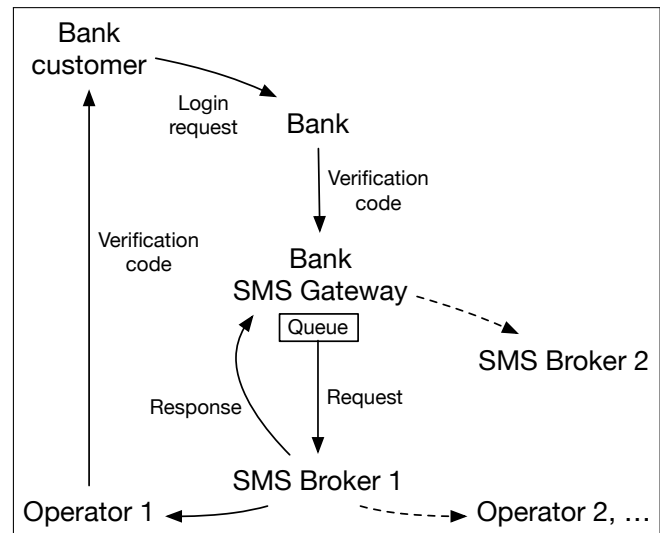 Bank
customer
Login
request
Bank
Verification
code
Verification
code
Bank
SMS Gateway
Queue
SMS Broker 2
Response
Request
SMS Broker 1
Operator 1
Operator 2, …